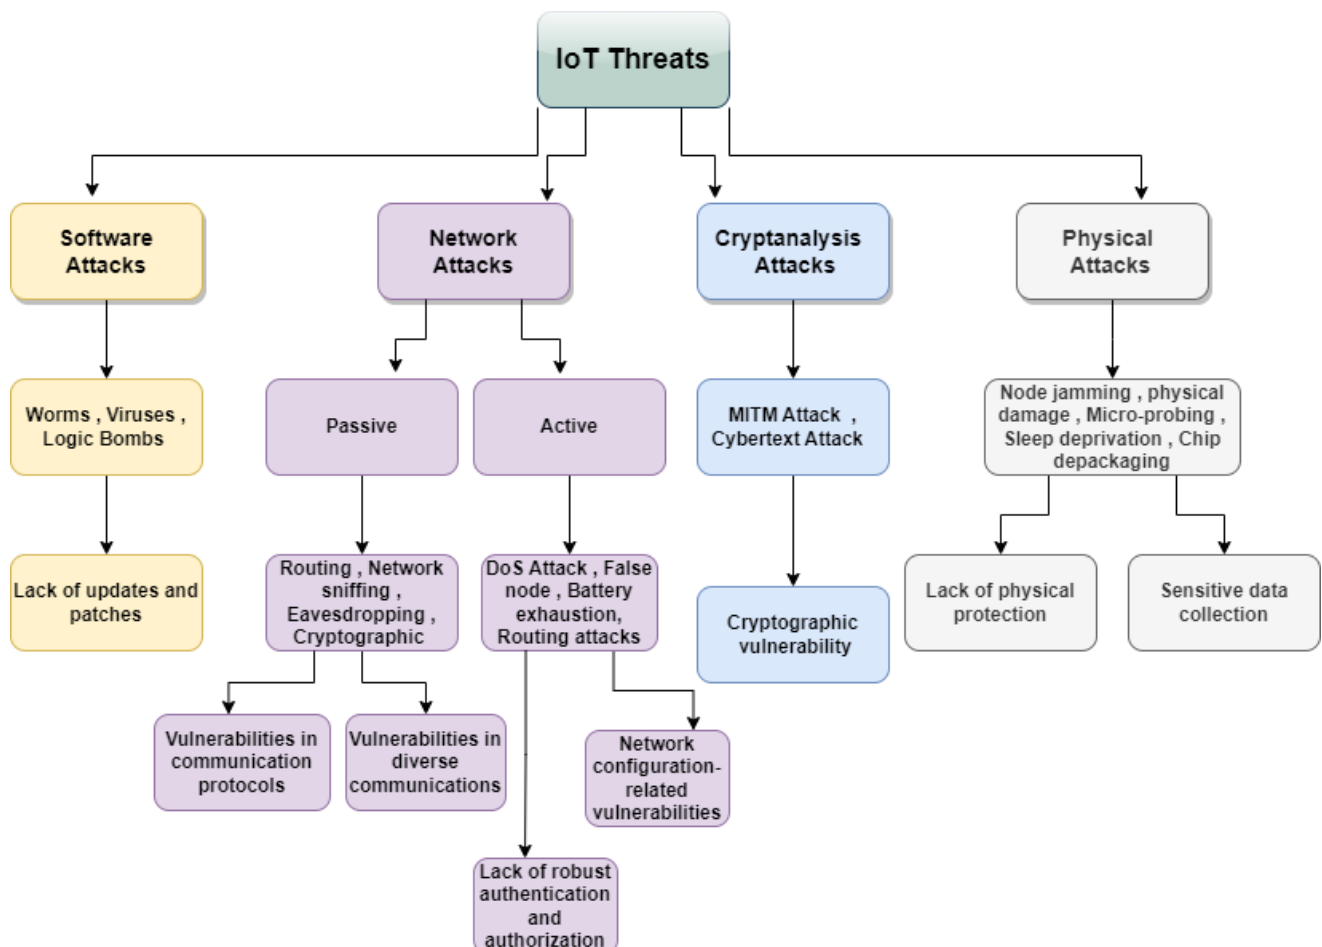 IoT Threats
Software
Attacks
Network
Attacks
Cryptanalysis
Attacks
Physical
Attacks
Worms , Viruses ,
Logic Bombs
Passive
Active
MITM Attack  ,
Cybertext Attack
Node jamming , physical
damage , Micro-probing ,
Sleep deprivation , Chip
depackaging
Lack of updates and
patches
Routing , Network
sniffing ,
Eavesdropping ,
Cryptographic
DoS Attack , False
node , Battery
exhaustion,
Routing attacks
Cryptographic
vulnerability
Lack of physical
protection
Sensitive data
collection
Vulnerabilities in
communication
protocols
Vulnerabilities in
diverse
communications
Network
configuration-
related
vulnerabilities
Lack of robust
authentication
and
authorization